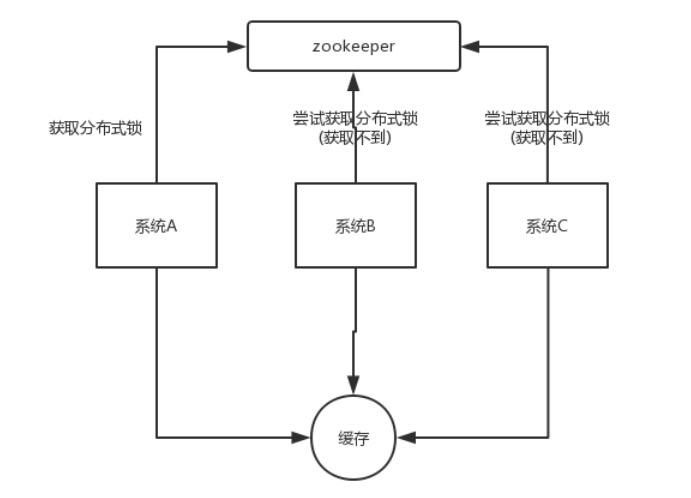 zookeeper
获取分布式锁
尝试获取分布式锁
(获取不到)
尝试获取分布式锁
(获取不到)
系统A
系统B
系统C
缓存